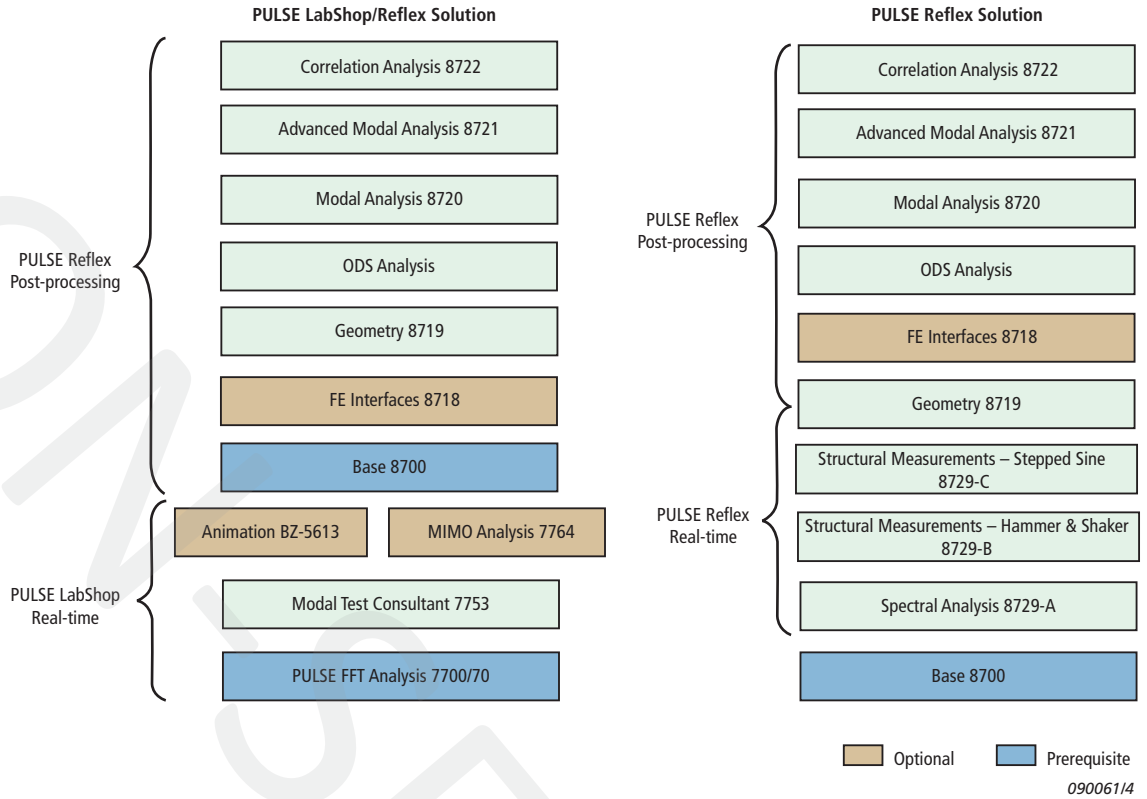 PULSE LabShop/Reflex Solution
Correlation Analysis 8722
Advanced Modal Analysis 8721
Modal Analysis 8720
PULSE Reflex
Post-processing
ODS Analysis
Geometry 8719
FE Interfaces 8718
Base 8700
Animation BZ-5613
MIMO Analysis 7764
PULSE LabShop
Real-time
Modal Test Consultant 7753
PULSE FFT Analysis 7700/70
PULSE Reflex Solution
Correlation Analysis 8722
Advanced Modal Analysis 8721
Modal Analysis 8720
PULSE Reflex
Post-processing
ODS Analysis
FE Interfaces 8718
Geometry 8719
Structural Measurements – Stepped Sine
8729-C
PULSE Reflex
Real-time
Structural Measurements – Hammer & Shaker
8729-B
Spectral Analysis 8729-A
Base 8700
Optional
Prerequisite
090061/4